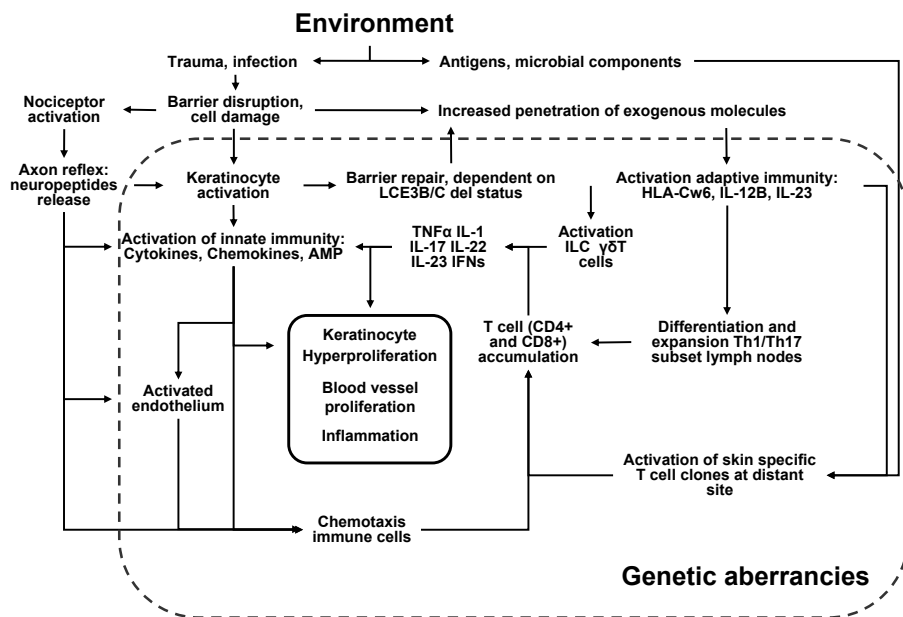 Environment
Trauma, infection
Antigens, microbial components
Nociceptor
activation
Barrier disruption,
cell damage
Increased penetration of exogenous molecules
Axon reflex:
neuropeptides
release
Keratinocyte
activation
Barrier repair, dependent on
LCE3B/C del status
Activation adaptive immunity:
HLA-Cw6, IL-12B, IL-23
Activation of innate immunity:
Cytokines, Chemokines, AMP
TNFα IL-1
IL-17 IL-22
IL-23 IFNs
Activation
ILC γδT
cells
Keratinocyte
Hyperproliferation
Blood vessel
proliferation
Inflammation
T cell (CD4+
and CD8+)
accumulation
Differentiation and
expansion Th1/Th17
subset lymph nodes
Activated
endothelium
Activation of skin specific
T cell clones at distant
site
Chemotaxis
immune cells
Genetic aberrancies